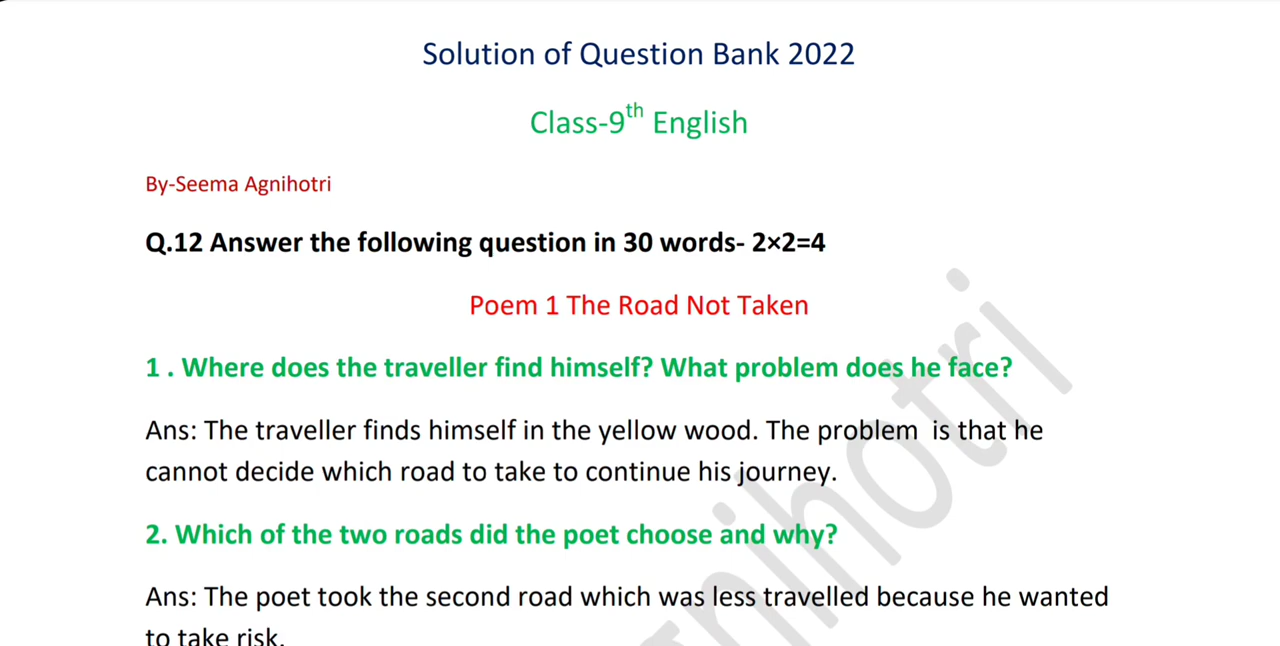 Solution of Question Bank 2022
Class-9th English
By-Seema Agnihotri
Q.12 Answer the following question in 30 words- 2×2=4
Poem 1 The Road Not Taken
1 . Where does the traveller find himself? What problem does he face?
Ans: The traveller finds himself in the yellow wood. The problem  is that he
cannot decide which road to take to continue his journey.
2. Which of the two roads did the poet choose and why?
Ans: The poet took the second road which was less travelled because he wanted
to take risk.